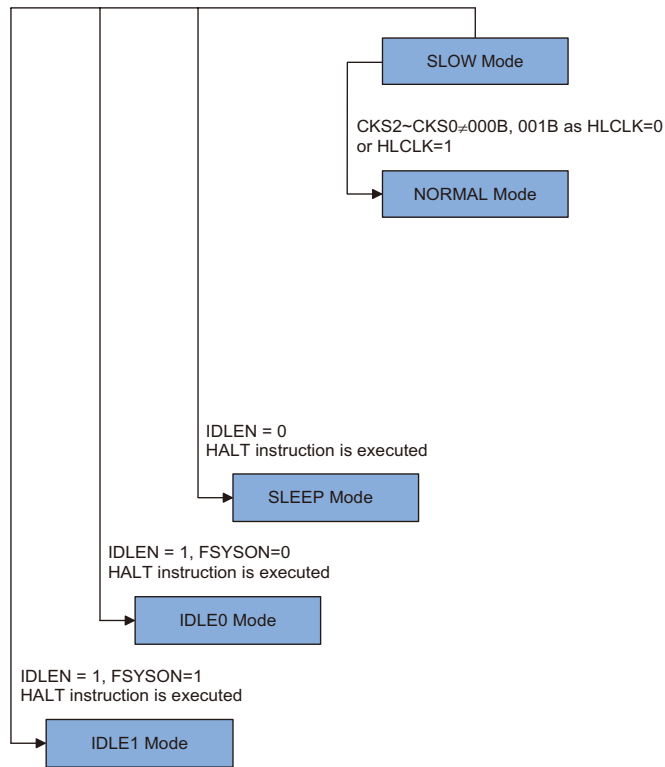 SLOW Mode
CKS2~CKS0≠000B, 001B as HLCLK=0
or HLCLK=1
NORMAL Mode
IDLEN = 0
HALT instruction is executed
SLEEP Mode
IDLEN = 1, FSYSON=0
HALT instruction is executed
IDLE0 Mode
IDLEN = 1, FSYSON=1
HALT instruction is executed
IDLE1 Mode